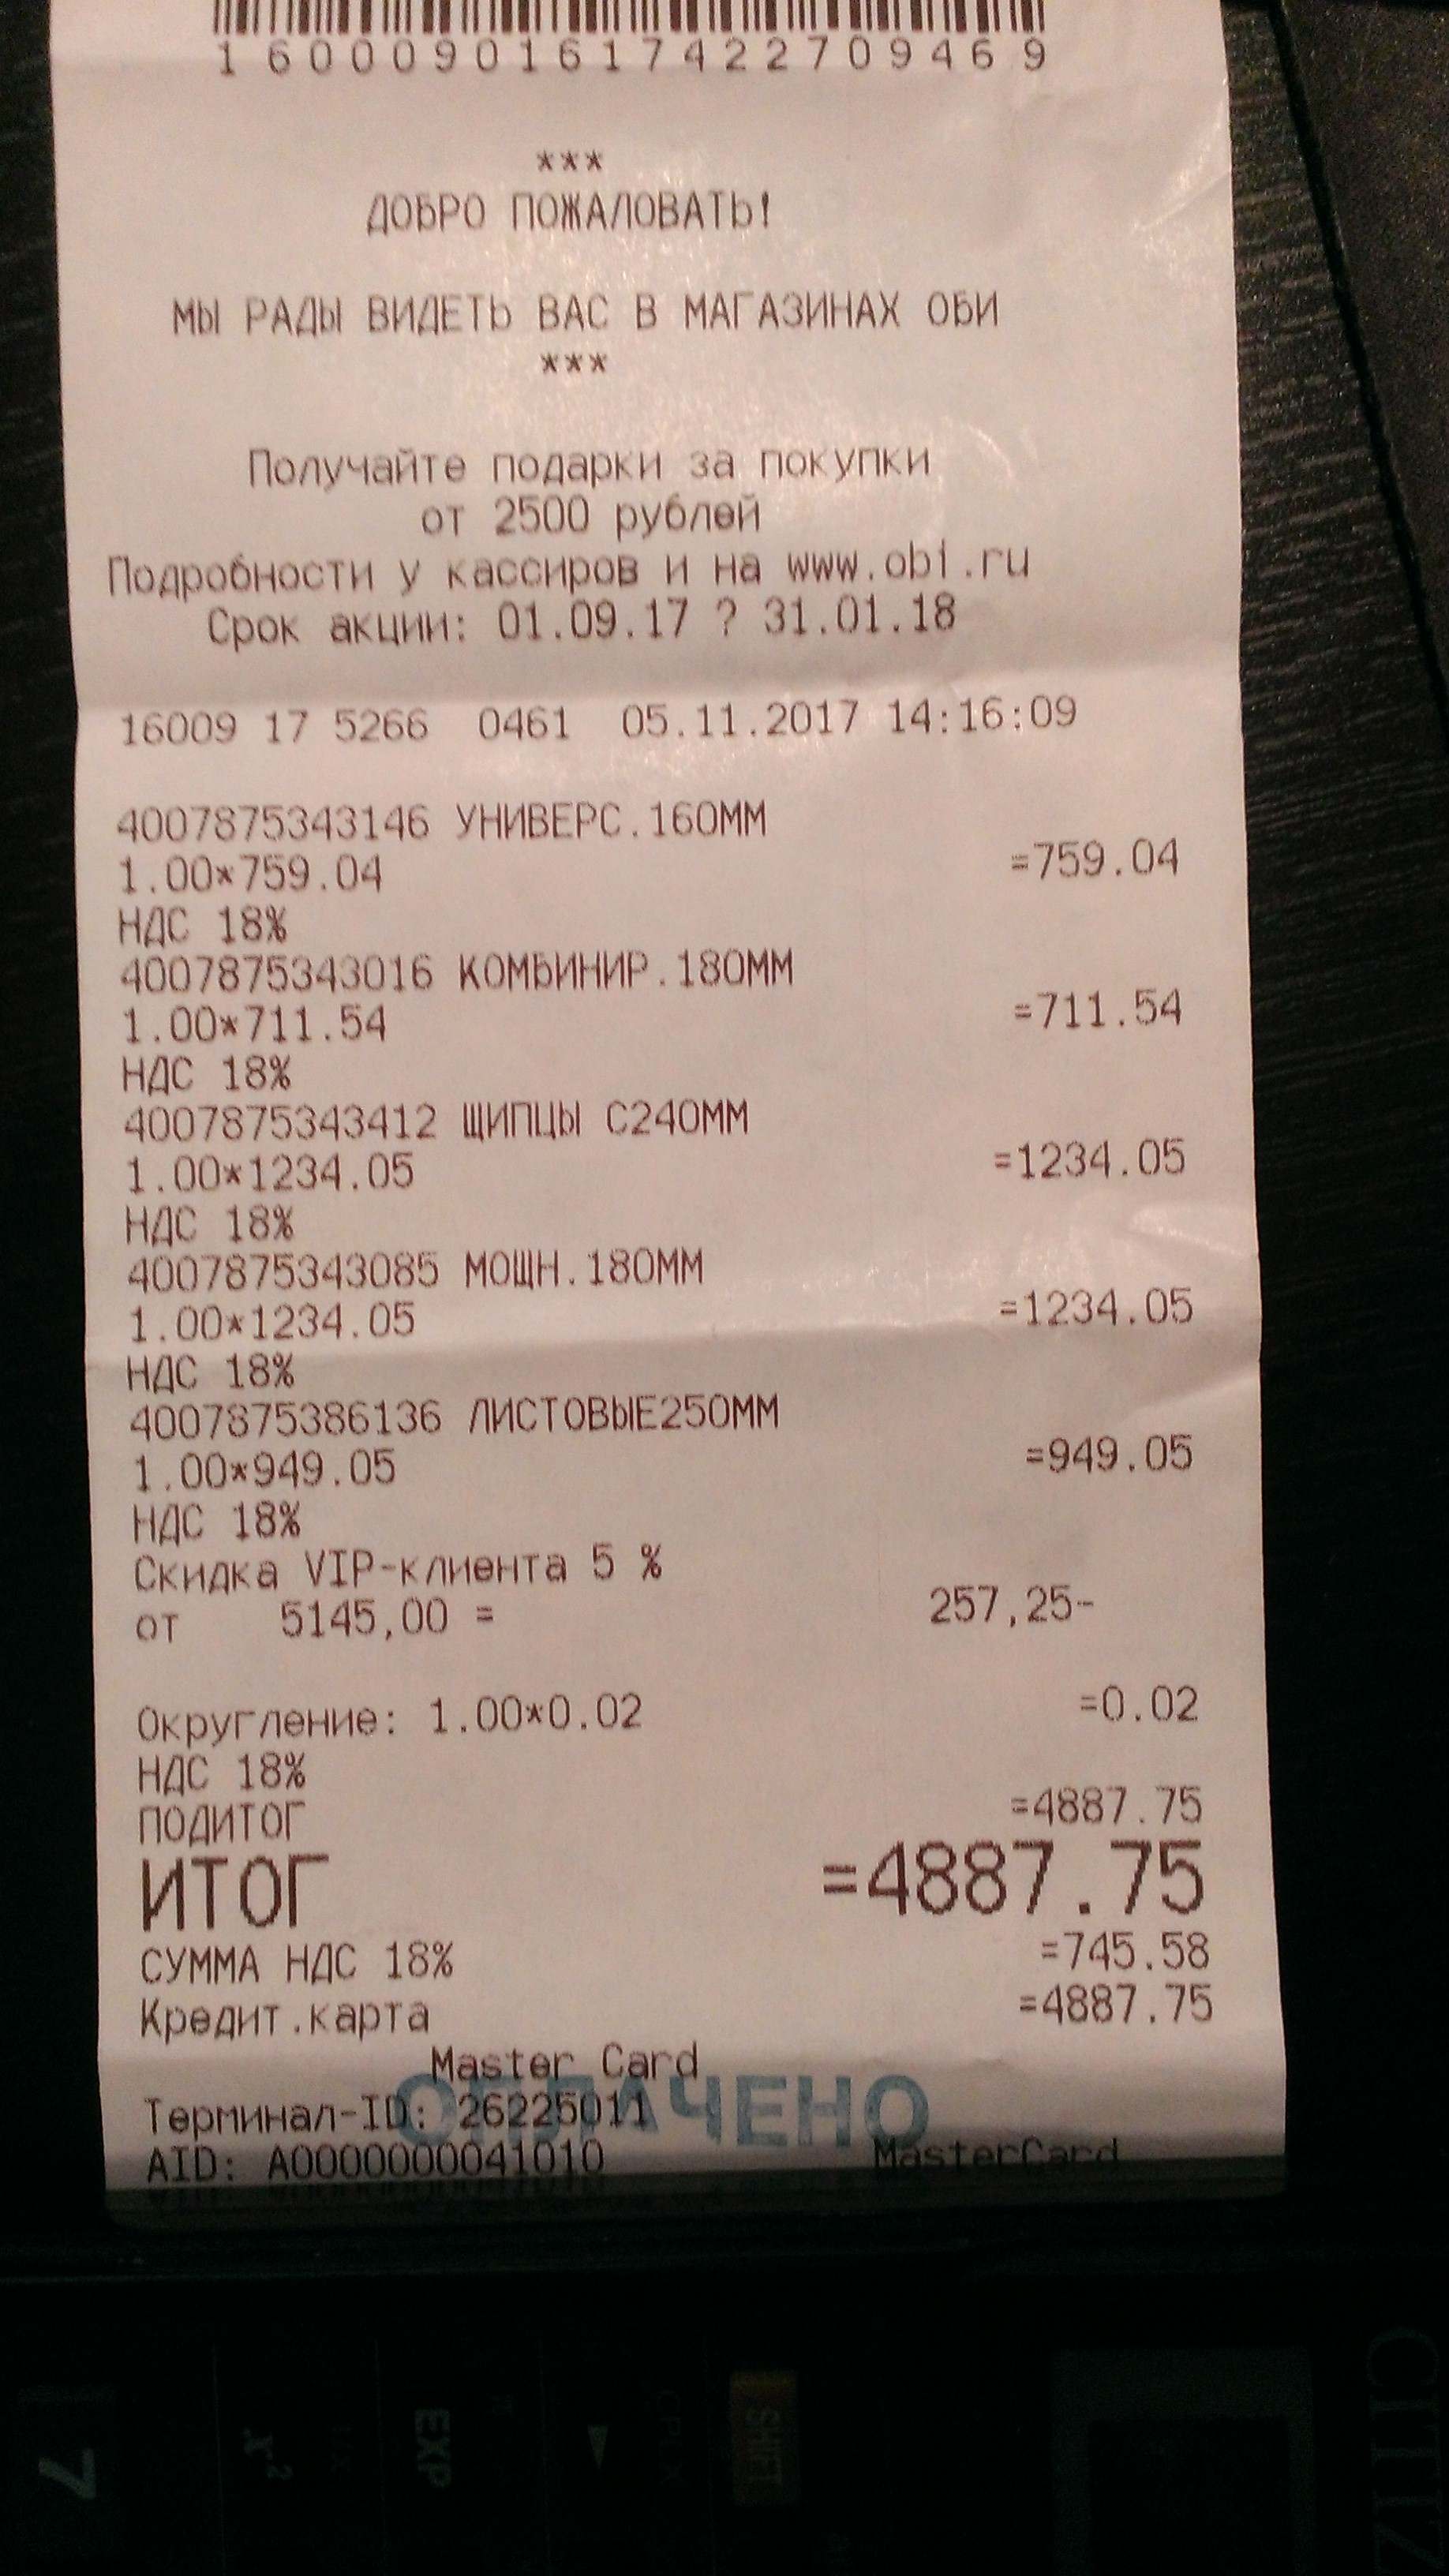 1600090161742270 9469
***
ДОБРО ПОЖАЛОВАТЬ!
МЫ РАДЫ ВИДЕТЬ ВАС В МАГАЗИНАХ ОБИ
***
Получайте подарки за покупки
от 2500 рублей
Подробности у кассиров и на www.obi.ru
Срок акции: 01.09.17 ? 31.01.18
16009 17 5266 0461 05.11.2017 14:16:09
4007875343146 УНИВЕРС.160ММ
1.00*759.04 =759.04
НДС 18%
4007875343016 КОМБИНИР.180ММ
1.00*711.54 =711.54
НДС 18%
4007875343412 ЩИПЦЫ С240ММ
1.00*1234.05 =1234.05
НДС 18%
4007875343085 МОЩН.180ММ
1.00*1234.05 =1234.05
НДС 18%
4007875386136 ЛИСТОВЫЕ250ММ
1.00*949.05 =949.05
НДС 18%
Скидка VIP-клиента 5 %
от 5145,00 = 257,25-
Округление: 1.00*0.02 =0.02
НДС 18%
ПОДИТОГ =4887.75
ИТОГ =4887.75
СУММА НДС 18% =745.58
Кредит.карта =4887.75
Master Card
ОПЛАЧЕНО
Терминал-ID: 26225011
AID: A0000000041010 MasterCard
7
EXP
SHIFT